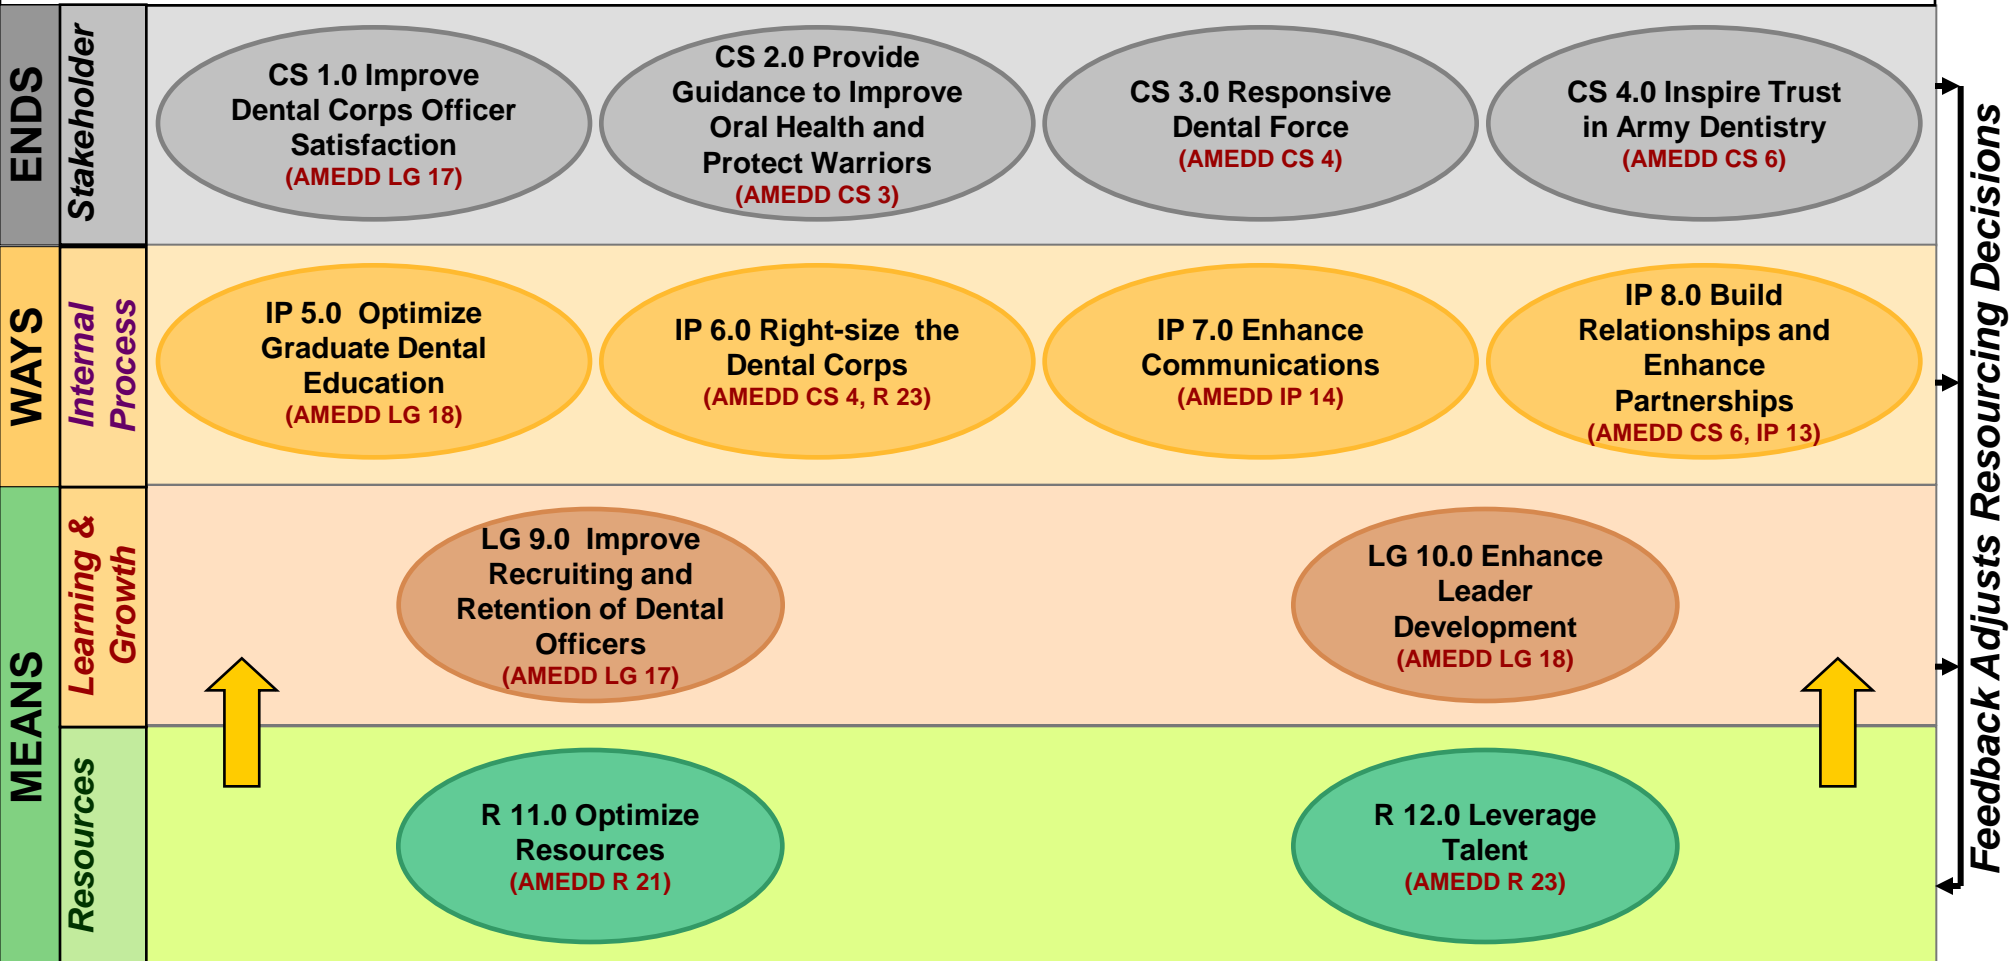 ENDS
Stakeholder
CS 1.0 Improve
Dental Corps Officer
Satisfaction
(AMEDD LG 17)
CS 2.0 Provide
Guidance to Improve
Oral Health and
Protect Warriors
(AMEDD CS 3)
CS 3.0 Responsive
Dental Force
(AMEDD CS 4)
CS 4.0 Inspire Trust
in Army Dentistry
(AMEDD CS 6)
WAYS
Internal
Process
IP 5.0 Optimize
Graduate Dental
Education
(AMEDD LG 18)
IP 6.0 Right-size the
Dental Corps
(AMEDD CS 4, R 23)
IP 7.0 Enhance
Communications
(AMEDD IP 14)
IP 8.0 Build
Relationships and
Enhance
Partnerships
(AMEDD CS 6, IP 13)
MEANS
Learning &
Growth
LG 9.0 Improve
Recruiting and
Retention of Dental
Officers
(AMEDD LG 17)
LG 10.0 Enhance
Leader
Development
(AMEDD LG 18)
Resources
R 11.0 Optimize
Resources
(AMEDD R 21)
R 12.0 Leverage
Talent
(AMEDD R 23)
Feedback Adjusts Resourcing Decisions